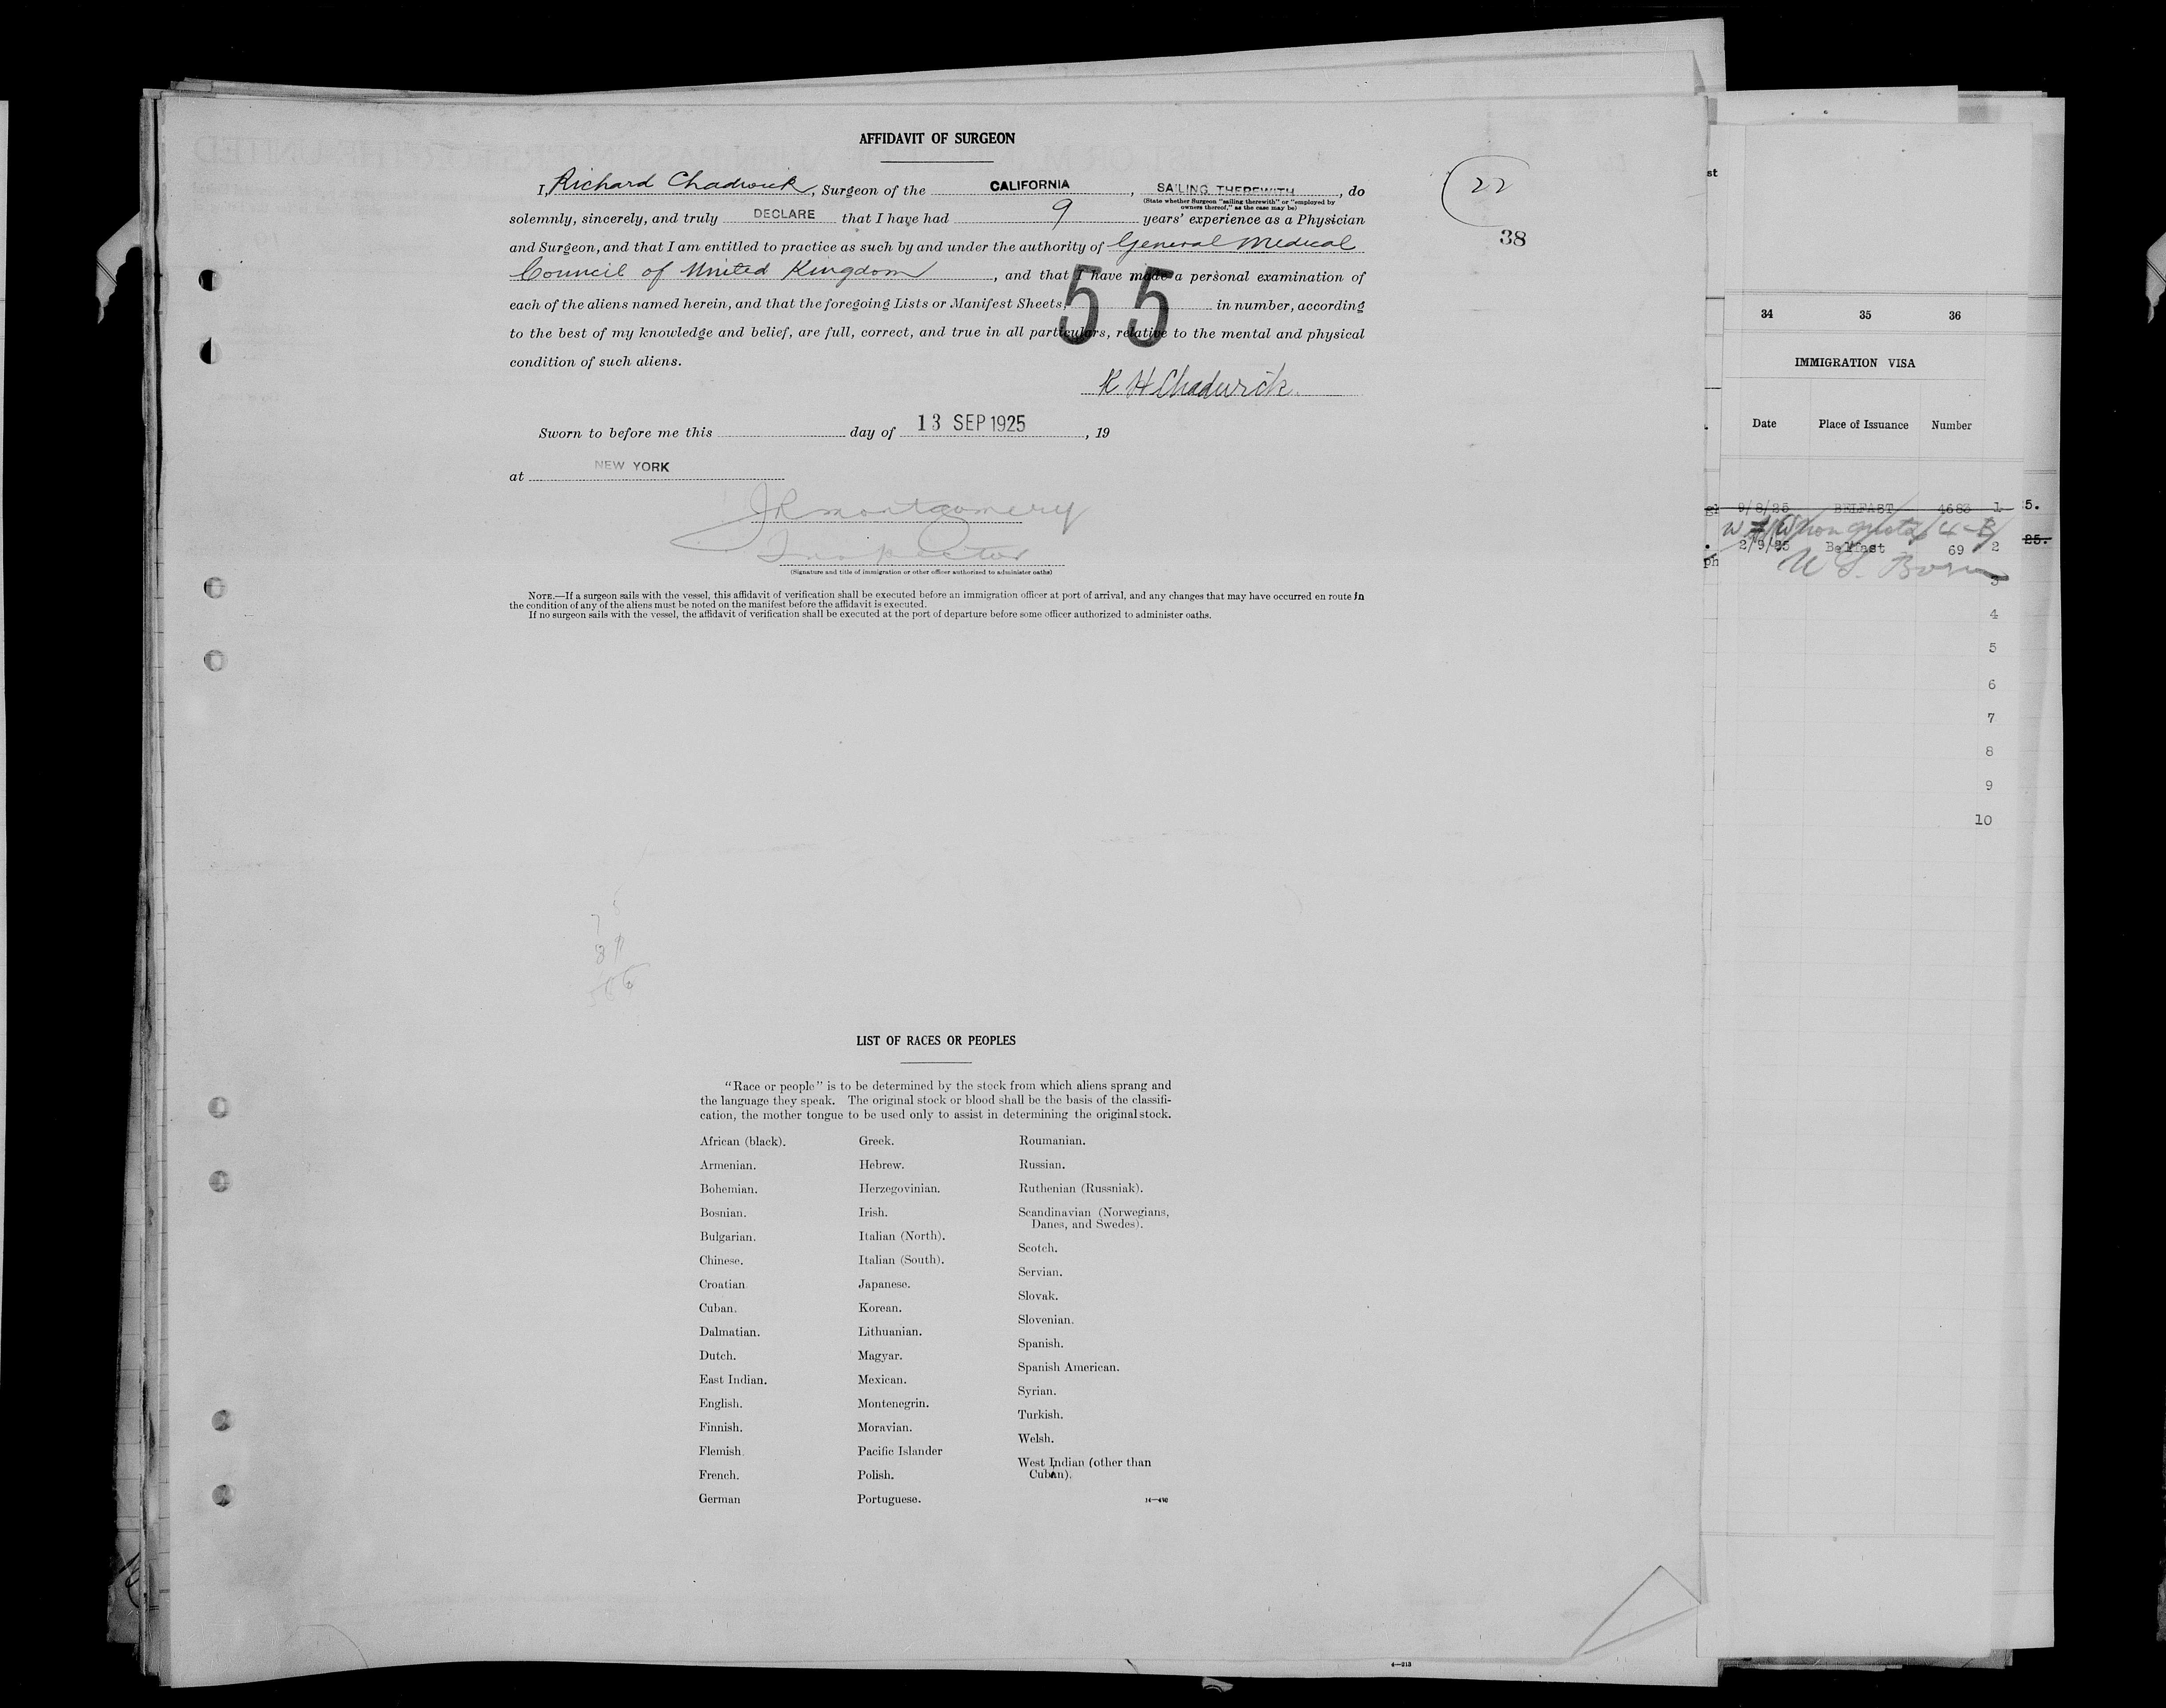 AFFIDAVIT OF SURGEON
I, Richard Chadwick, Surgeon of the CALIFORNIA, SAILING THEREWITH, do
(State whether Surgeon "sailing therewith" or "employed by
owners thereof," as the case may be)
solemnly, sincerely, and truly DECLARE that I have had 9 years' experience as a Physician
and Surgeon, and that I am entitled to practice as such by and under the authority of General Medical
Council of United Kingdom, and that I have made a personal examination of
each of the aliens named herein, and that the foregoing Lists or Manifest Sheets, 55 in number, according
to the best of my knowledge and belief, are full, correct, and true in all particulars, relative to the mental and physical
condition of such aliens.
R H Chadwick.
Sworn to before me this day of 13 SEP 1925, 19
at NEW YORK
JR Montgomery
Inspector
(Signature and title of immigration or other officer authorized to administer oaths)
NOTE.—If a surgeon sails with the vessel, this affidavit of verification shall be executed before an immigration officer at port of arrival, and any changes that may have occurred en route in
the condition of any of the aliens must be noted on the manifest before the affidavit is executed.
If no surgeon sails with the vessel, the affidavit of verification shall be executed at the port of departure before some officer authorized to administer oaths.
22
38
LIST OF RACES OR PEOPLES
"Race or people" is to be determined by the stock from which aliens sprang and
the language they speak. The original stock or blood shall be the basis of the classifi-
cation, the mother tongue to be used only to assist in determining the original stock.
African (black).
Armenian.
Bohemian.
Bosnian.
Bulgarian.
Chinese.
Croatian.
Cuban.
Dalmatian.
Dutch.
East Indian.
English.
Finnish.
Flemish.
French.
German
Greek.
Hebrew.
Herzegovinian.
Irish.
Italian (North).
Italian (South).
Japanese.
Korean.
Lithuanian.
Magyar.
Mexican.
Montenegrin.
Moravian.
Pacific Islander
Polish.
Portuguese.
Roumanian.
Russian.
Ruthenian (Russniak).
Scandinavian (Norwegians,
Danes, and Swedes).
Scotch.
Servian.
Slovak.
Slovenian.
Spanish.
Spanish American.
Syrian.
Turkish.
Welsh.
West Indian (other than
Cuban).
st
34 35 36
IMMIGRATION VISA
Date Place of Issuance Number
9/8/25 BELFAST 4683 1 5.
2/9/25 Belfast 69 2 25.
ph U S. Born
3
4
5
6
7
8
9
10